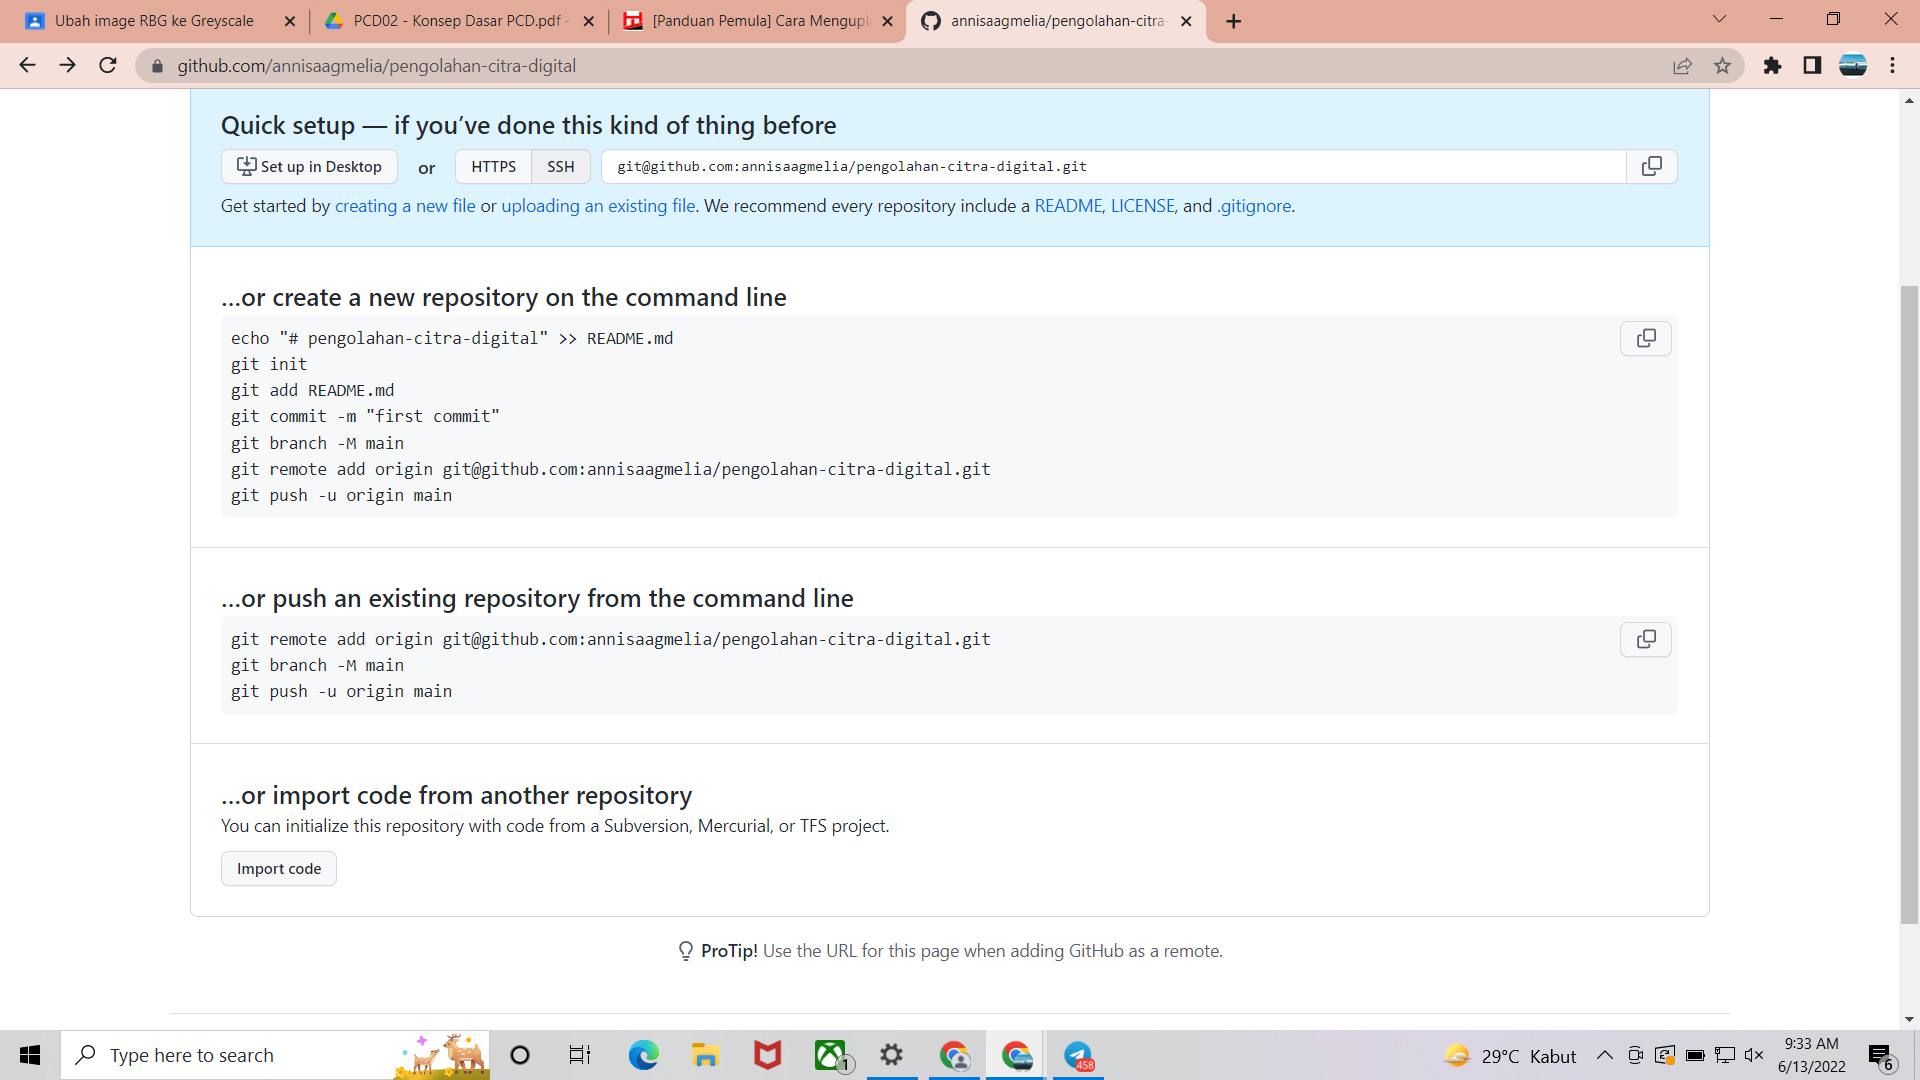 Ubah image RBG ke Greyscale
PCD02 - Konsep Dasar PCD.pdf -
[Panduan Pemula] Cara Mengupl
annisaagmelia/pengolahan-citra-
github.com/annisaagmelia/pengolahan-citra-digital
Quick setup — if you’ve done this kind of thing before
Set up in Desktop or HTTPS SSH git@github.com:annisaagmelia/pengolahan-citra-digital.git
Get started by creating a new file or uploading an existing file. We recommend every repository include a README, LICENSE, and .gitignore.
…or create a new repository on the command line
echo "# pengolahan-citra-digital" >> README.md
git init
git add README.md
git commit -m "first commit"
git branch -M main
git remote add origin git@github.com:annisaagmelia/pengolahan-citra-digital.git
git push -u origin main
…or push an existing repository from the command line
git remote add origin git@github.com:annisaagmelia/pengolahan-citra-digital.git
git branch -M main
git push -u origin main
…or import code from another repository
You can initialize this repository with code from a Subversion, Mercurial, or TFS project.
Import code
ProTip! Use the URL for this page when adding GitHub as a remote.
Type here to search
1
458
29°C Kabut
9:33 AM
6/13/2022
6